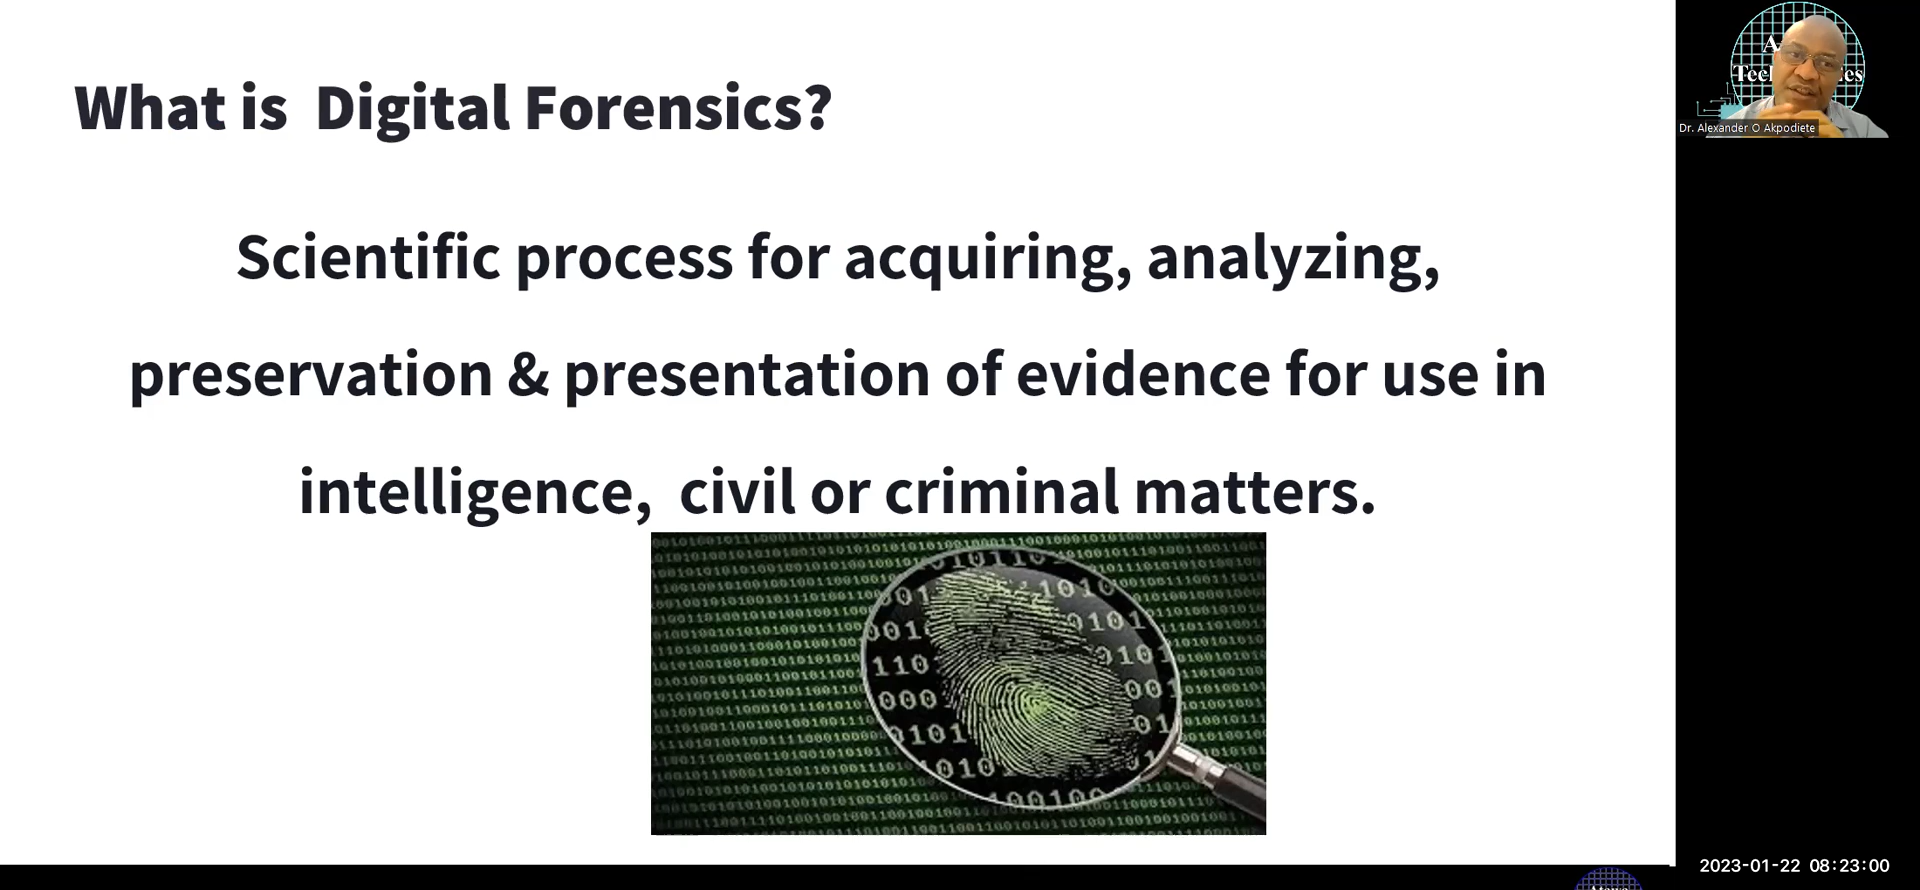 What is  Digital Forensics?
Scientific process for acquiring, analyzing,
preservation & presentation of evidence for use in
intelligence,  civil or criminal matters.
Dr. Alexander O Akpodiete
2023-01-22 08:23:00